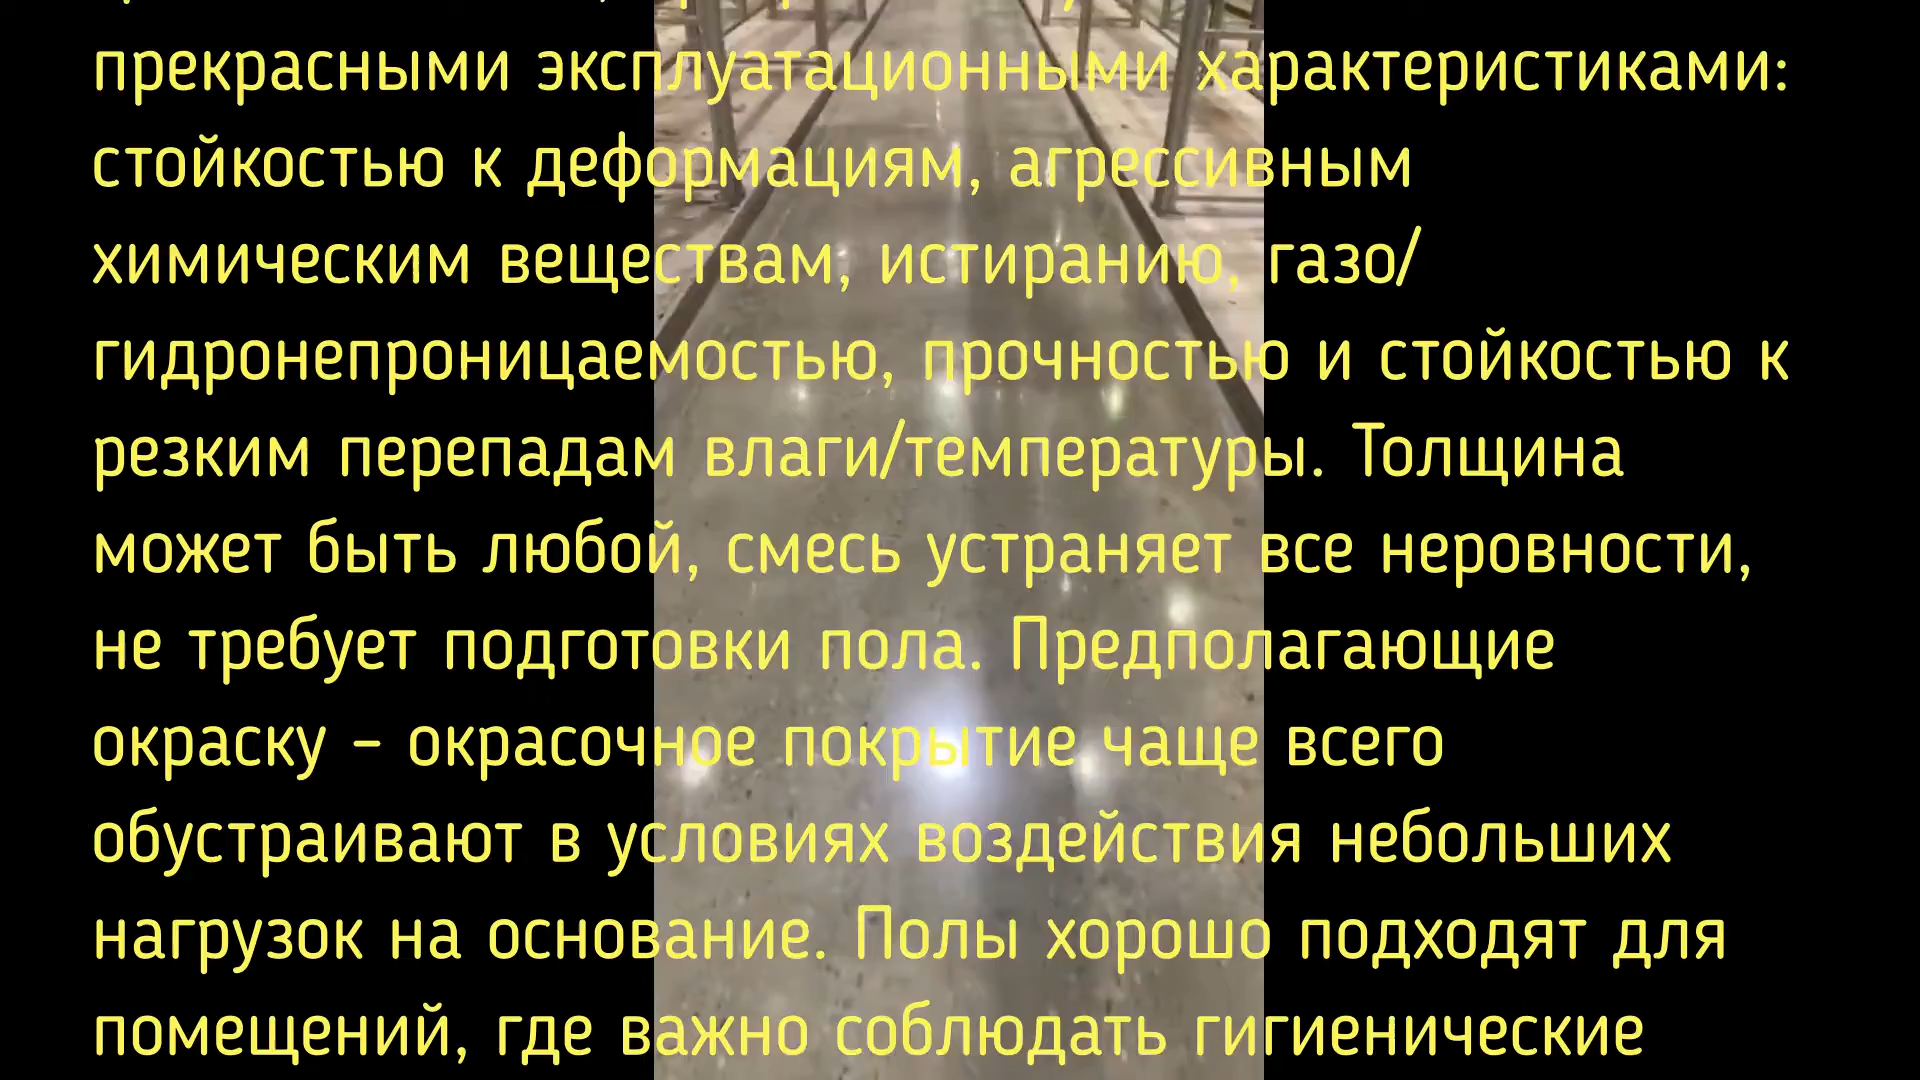 прекрасными эксплуатационными характеристиками:
стойкостью к деформациям, агрессивным
химическим веществам, истиранию, газо/
гидронепроницаемостью, прочностью и стойкостью к
резким перепадам влаги/температуры. Толщина
может быть любой, смесь устраняет все неровности,
не требует подготовки пола. Предполагающие
окраску – окрасочное покрытие чаще всего
обустраивают в условиях воздействия небольших
нагрузок на основание. Полы хорошо подходят для
помещений, где важно соблюдать гигиенические